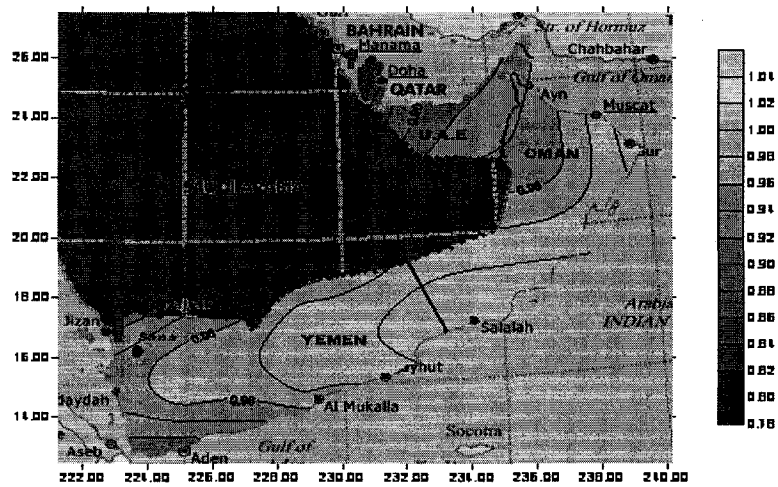 BAHRAIN
Manama
Doha
QATAR
Str. of Hormuz
Chahbahar
Gulf of Oman
Ayn
Muscat
U.A.E
OMAN
Sur
Jizan
YEMEN
Salalah
INDIAN
0.98
Al Mukalla
Socotra
Aseb
Aden
Gulf of
26.00
24.00
22.00
20.00
18.00
16.00
14.00
222.00 224.00 226.00 228.00 230.00 232.00 234.00 236.00 238.00 240.00
1.04
1.02
1.00
0.98
0.96
0.94
0.92
0.90
0.88
0.86
0.84
0.82
0.80
0.78